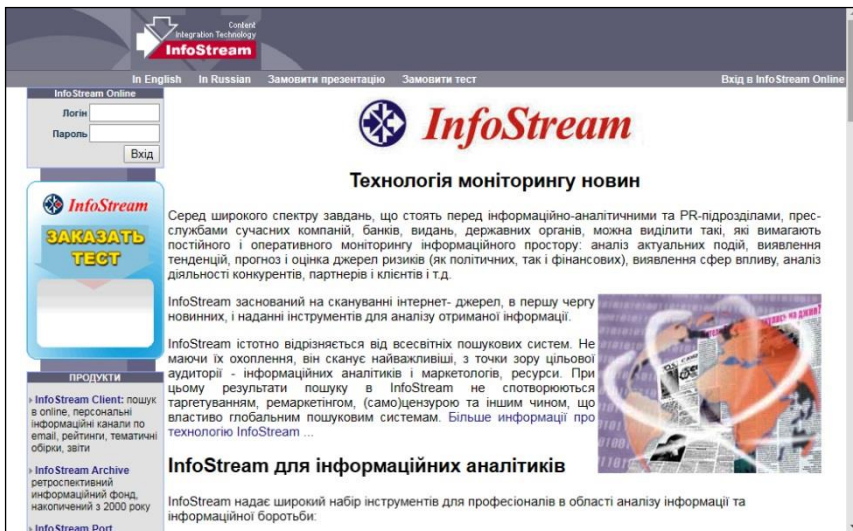 Content
Integration Technology
InfoStream
In English In Russian Замовити презентацію Замовити тест Вхід в InfoStream Online
InfoStream Online
Логін
Пароль
Вхід
InfoStream
ЗАКАЗАТЬ
ТЕСТ
ПРОДУКТИ
InfoStream Client: пошук
в online, персональні
інформаційні канали по
email, рейтинги, тематичні
обірки, звіти
InfoStream Archive
ретроспективний
информаційний фонд,
накопичений з 2000 року
InfoStream Port
InfoStream
Технологія моніторингу новин
Серед широкого спектру завдань, що стоять перед інформаційно-аналітичними та PR-підрозділами, прес-
службами сучасних компаній, банків, видань, державних органів, можна виділити такі, які вимагають
постійного і оперативного моніторингу інформаційного простору: аналіз актуальних подій, виявлення
тенденцій, прогноз і оцінка джерел ризиків (як політичних, так і фінансових), виявлення сфер впливу, аналіз
діяльності конкурентів, партнерів і клієнтів і т.д.
InfoStream заснований на скануванні інтернет- джерел, в першу чергу
новинних, і наданні інструментів для аналізу отриманої інформації.
InfoStream істотно відрізняється від всесвітніх пошукових систем. Не
маючи їх охоплення, він сканує найважливіші, з точки зору цільової
аудиторії - інформаційних аналітиків і маркетологів, ресурси. При
цьому результати пошуку в InfoStream не спотворюються
таргетуванням, ремаркетінгом, (само)цензурою та іншим чином, що
властиво глобальним пошуковим системам. Більше информації про
технологію InfoStream ...
InfoStream для інформаційних аналітиків
InfoStream надає широкий набір інструментів для професіоналів в області аналізу інформації та
інформаційної боротьби: